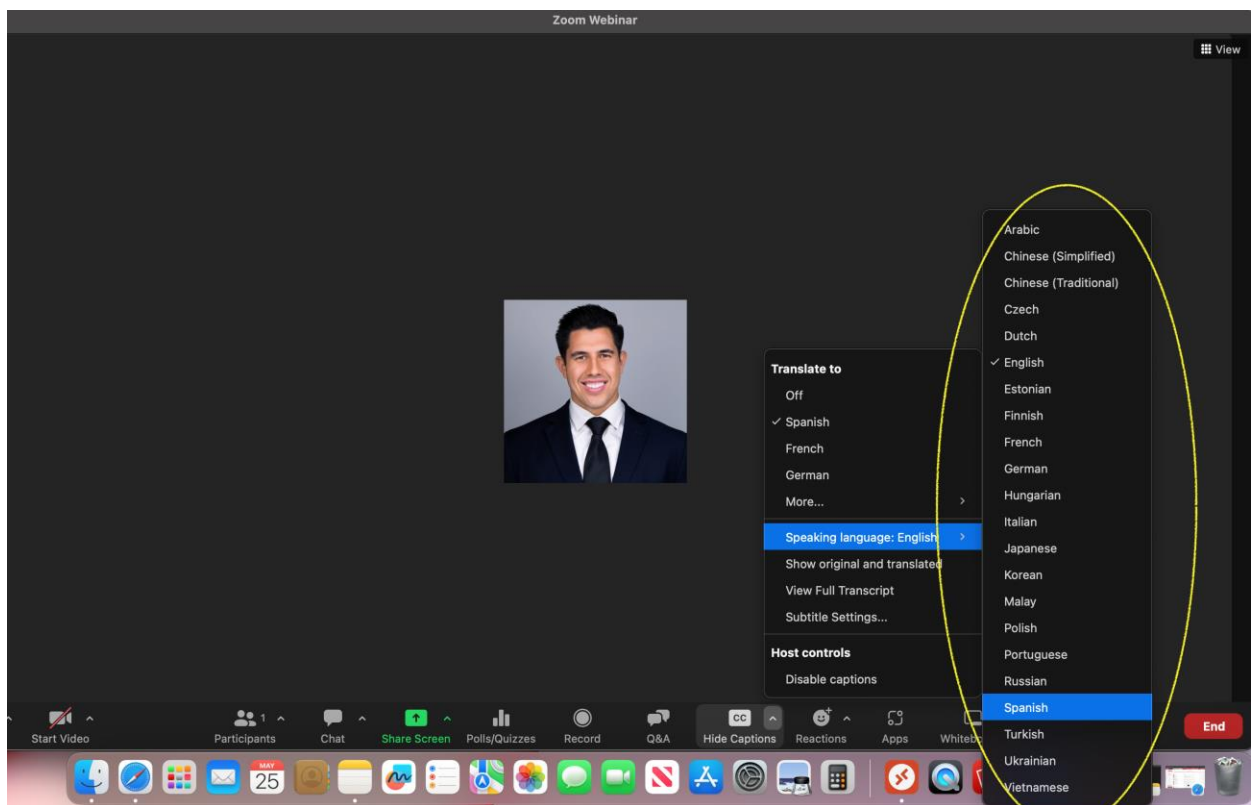 Zoom Webinar
View
Translate to
Off
✓ Spanish
French
German
More...
Speaking language: English
Show original and translated
View Full Transcript
Subtitle Settings...
Host controls
Disable captions
Arabic
Chinese (Simplified)
Chinese (Traditional)
Czech
Dutch
✓ English
Estonian
Finnish
French
German
Hungarian
Italian
Japanese
Korean
Malay
Polish
Portuguese
Russian
Spanish
Turkish
Ukrainian
Vietnamese
1
CC
Start Video Participants Chat Share Screen Polls/Quizzes Record Q&A Hide Captions Reactions Apps Whitebo
End
MAY
25